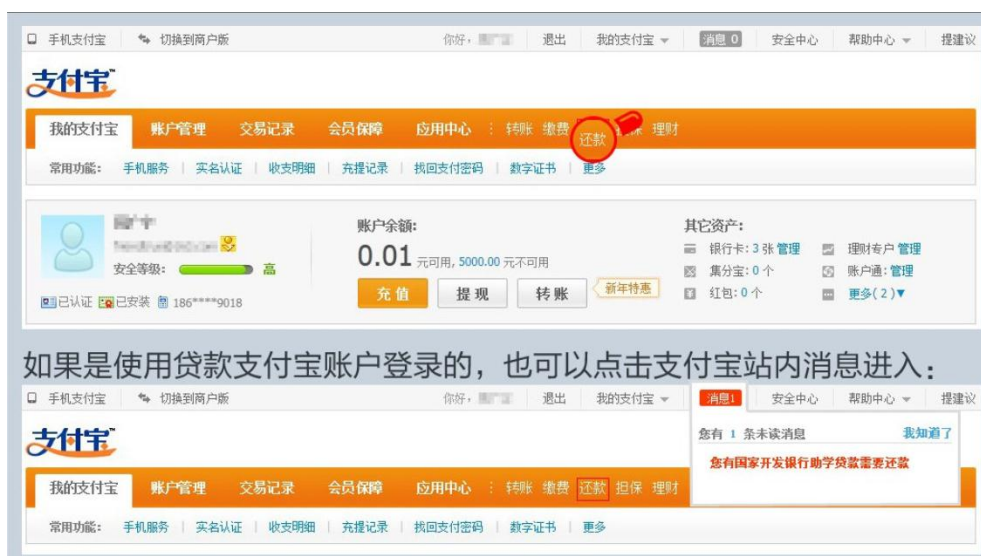 手机支付宝 切换到商户版 你好， 退出 我的支付宝 消息 0 安全中心 帮助中心 提建议
支付宝
我的支付宝 账户管理 交易记录 会员保障 应用中心 转账 缴费 还款 担保 理财
常用功能： 手机服务 实名认证 收支明细 充提记录 找回支付密码 数字证书 更多
账户余额： 其它资产：
0.01 元可用, 5000.00 元不可用 银行卡：3 张 管理 理财专户 管理
安全等级： 高 集分宝：0 个 账户通：管理
充值 提现 转账 新年特惠 红包：0 个 更多( 2 )▼
已认证 已安装 186****9018
如果是使用贷款支付宝账户登录的，也可以点击支付宝站内消息进入：
手机支付宝 切换到商户版 你好， 退出 我的支付宝 消息1 安全中心 帮助中心 提建议
支付宝
您有 1 条未读消息 我知道了
您有国家开发银行助学贷款需要还款
我的支付宝 账户管理 交易记录 会员保障 应用中心 转账 缴费 还款 担保 理财
常用功能： 手机服务 实名认证 收支明细 充提记录 找回支付密码 数字证书 更多